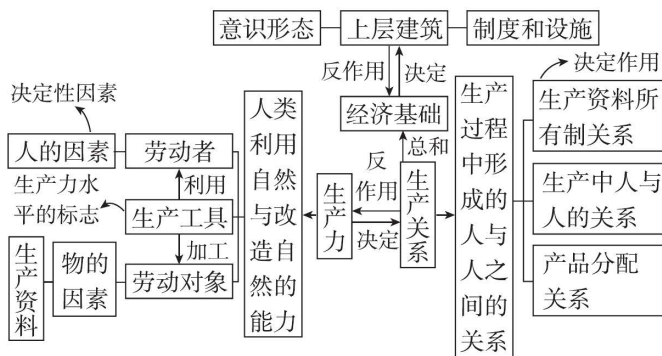 意识形态
上层建筑
制度和设施
反作用
决定
经济基础
总和
决定性因素
人的因素
劳动者
生产力水
平的标志
利用
生产工具
加工
生产资料
物的
因素
劳动对象
人类
利用
自然
与改
造自
然的
能力
生产力
反
作用
决定
生产关系
生产
过程
中形
成的
人与
人之
间的
关系
决定作用
生产资料所
有制关系
生产中人与
人的关系
产品分配
关系